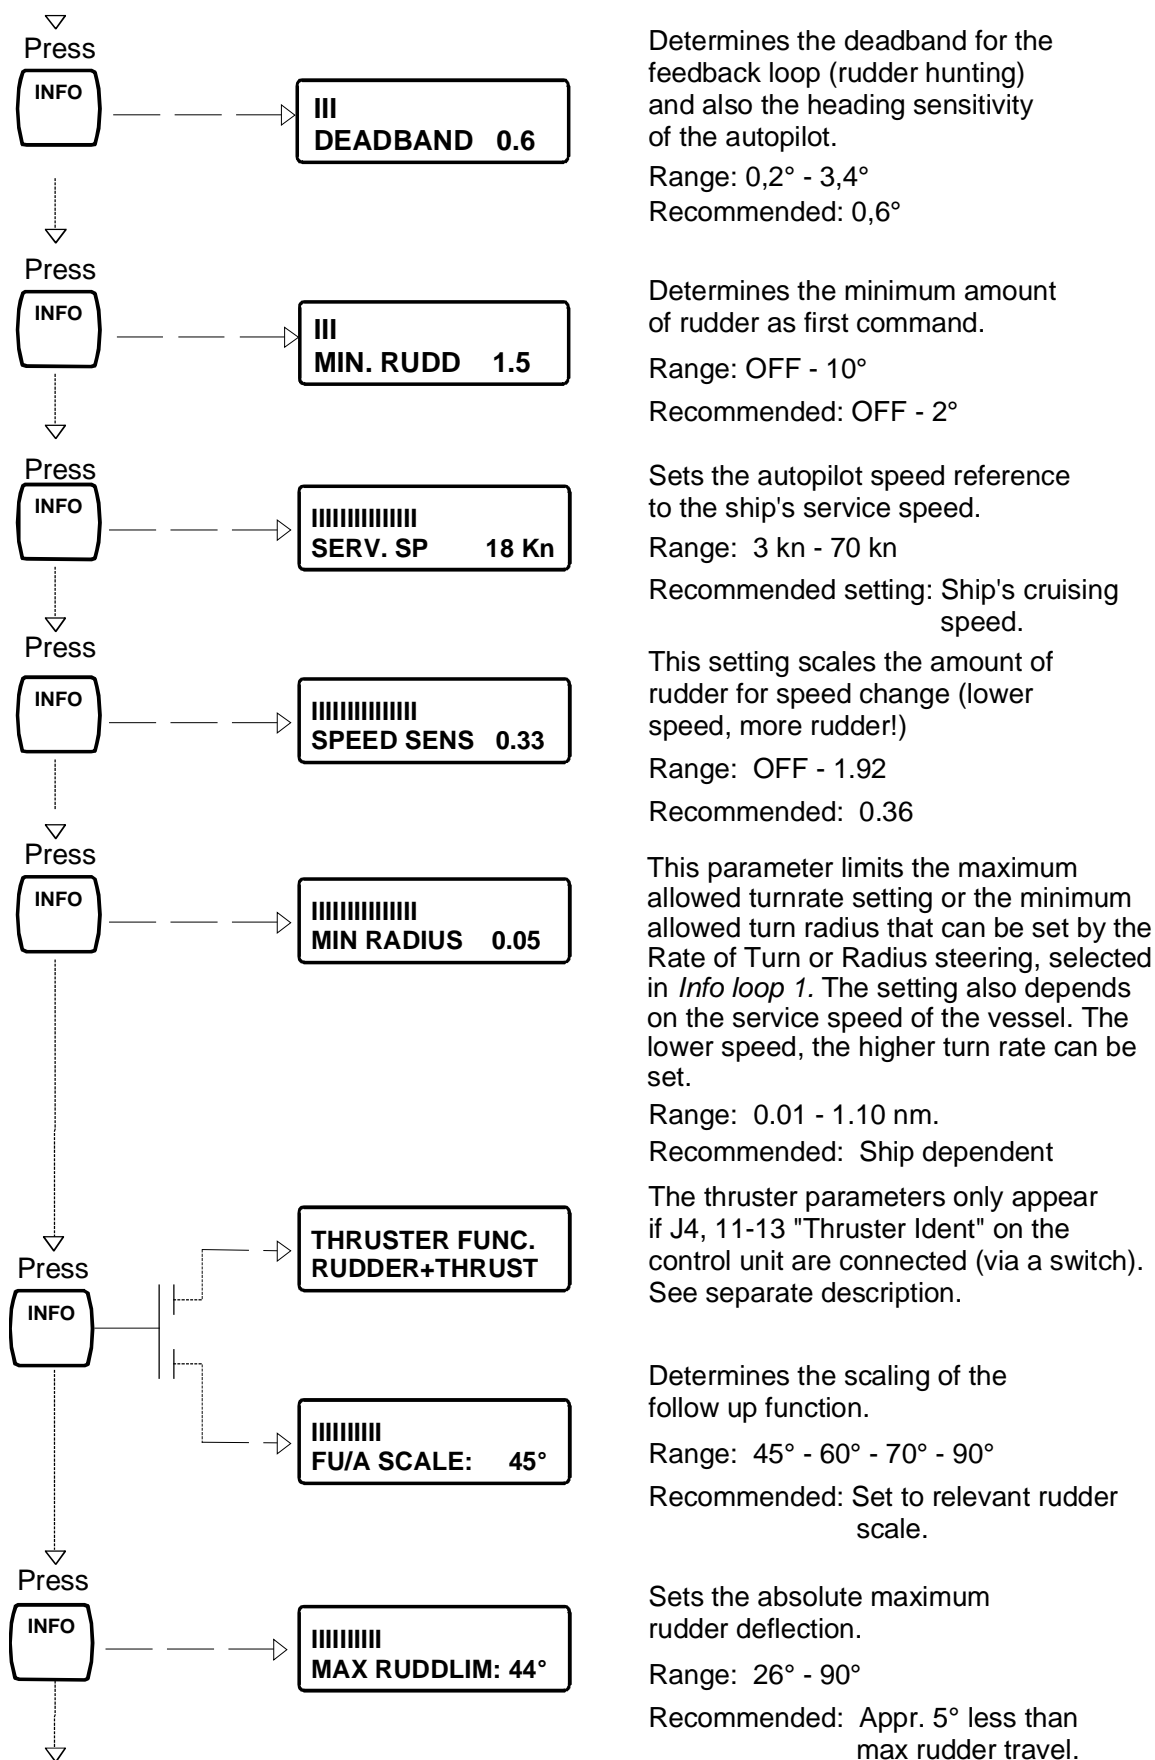 Press
INFO
III
DEADBAND 0.6
Determines the deadband for the
feedback loop (rudder hunting)
and also the heading sensitivity
of the autopilot.
Range: 0,2° - 3,4°
Recommended: 0,6°
Press
INFO
III
MIN. RUDD 1.5
Determines the minimum amount
of rudder as first command.
Range: OFF - 10°
Recommended: OFF - 2°
Press
INFO
IIIIIIIIIIIIIII
SERV. SP 18 Kn
Sets the autopilot speed reference
to the ship's service speed.
Range: 3 kn - 70 kn
Recommended setting: Ship's cruising
speed.
Press
INFO
IIIIIIIIIIIIIII
SPEED SENS 0.33
This setting scales the amount of
rudder for speed change (lower
speed, more rudder!)
Range: OFF - 1.92
Recommended: 0.36
Press
INFO
IIIIIIIIIIIIIII
MIN RADIUS 0.05
This parameter limits the maximum
allowed turnrate setting or the minimum
allowed turn radius that can be set by the
Rate of Turn or Radius steering, selected
in Info loop 1. The setting also depends
on the service speed of the vessel. The
lower speed, the higher turn rate can be
set.
Range: 0.01 - 1.10 nm.
Recommended: Ship dependent
Press
INFO
THRUSTER FUNC.
RUDDER+THRUST
The thruster parameters only appear
if J4, 11-13 "Thruster Ident" on the
control unit are connected (via a switch).
See separate description.
IIIIIIIIII
FU/A SCALE: 45°
Determines the scaling of the
follow up function.
Range: 45° - 60° - 70° - 90°
Recommended: Set to relevant rudder
scale.
Press
INFO
IIIIIIIIII
MAX RUDDLIM: 44°
Sets the absolute maximum
rudder deflection.
Range: 26° - 90°
Recommended: Appr. 5° less than
max rudder travel.